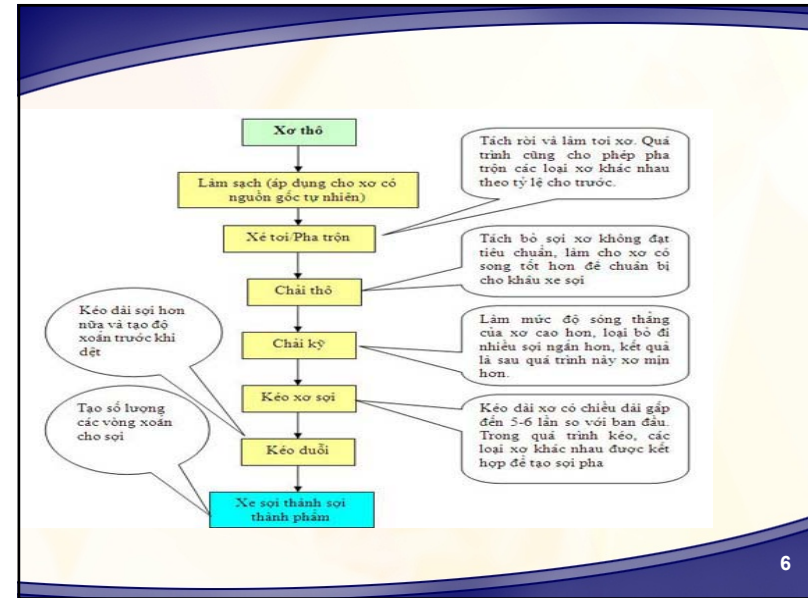 Xơ thô
Làm sạch (áp dụng cho xơ có
nguồn gốc tự nhiên)
Xé tơi/Pha trộn
Chải thô
Chải kỹ
Kéo xơ sợi
Kéo duỗi
Xe sợi thành sợi
thành phẩm
Tách rời và làm tơi xơ. Quá
trình cũng cho phép pha
trộn các loại xơ khác nhau
theo tỷ lệ cho trước.
Tách bỏ sợi xơ không đạt
tiêu chuẩn, làm cho xơ có
song tốt hơn để chuẩn bị
cho khâu xe sợi
Làm mức độ sóng thẳng
của xơ cao hơn, loại bỏ đi
nhiều sợi ngắn hơn, kết quả
là sau quá trình này xơ mịn
hơn.
Kéo dài xơ có chiều dài gấp
đến 5-6 lần so với ban đầu.
Trong quá trình kéo, các
loại xơ khác nhau được kết
hợp để tạo sợi pha
Kéo dài sợi hơn
nữa và tạo độ
xoắn trước khi
dệt
Tạo số lượng
các vòng xoắn
cho sợi
6